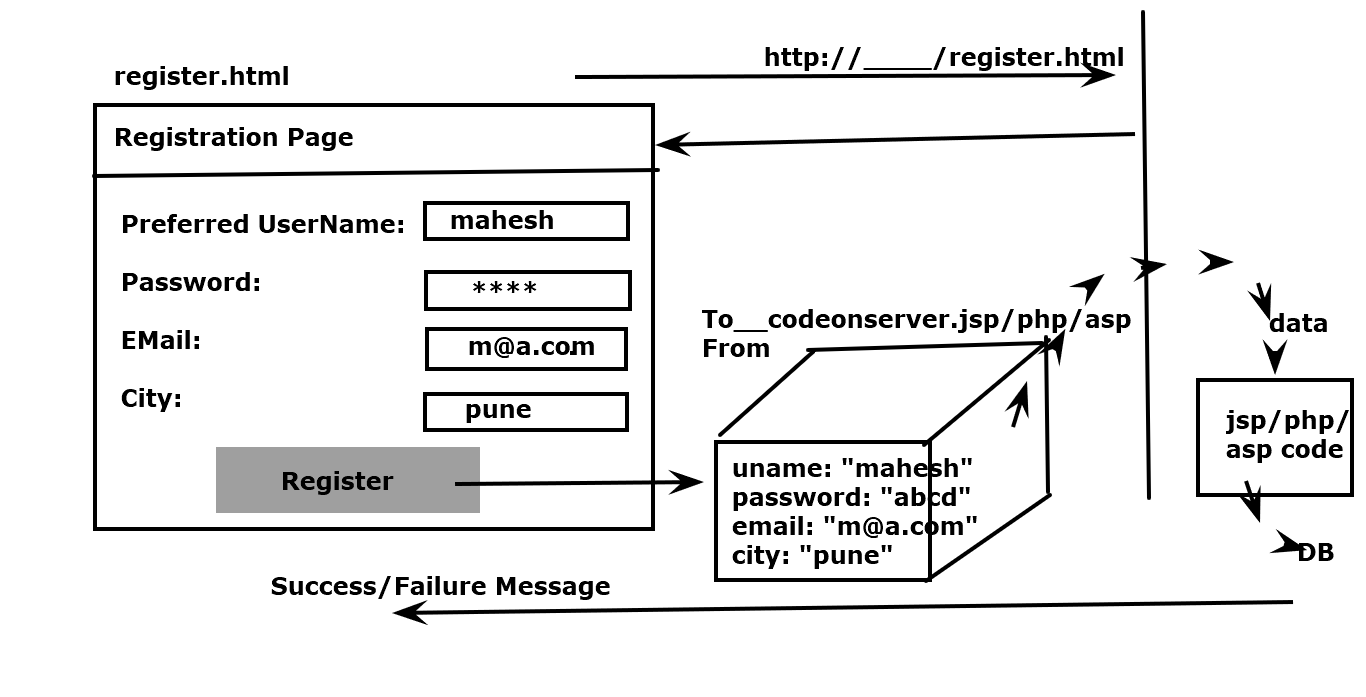 http://_____/register.html
register.html
Registration Page
Preferred UserName: mahesh
Password: ****
EMail: m@a.com
City: pune
Register
To__codeonserver.jsp/php/asp
From
data
jsp/php/
asp code
uname: "mahesh"
password: "abcd"
email: "m@a.com"
city: "pune"
DB
Success/Failure Message